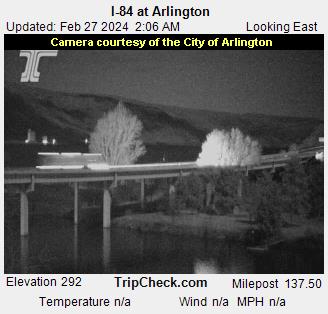 I-84 at Arlington
Updated: Feb 27 2024 2:06 AM Looking East
Camera courtesy of the City of Arlington
Elevation 292 TripCheck.com Milepost 137.50
Temperature n/a Wind n/a MPH n/a